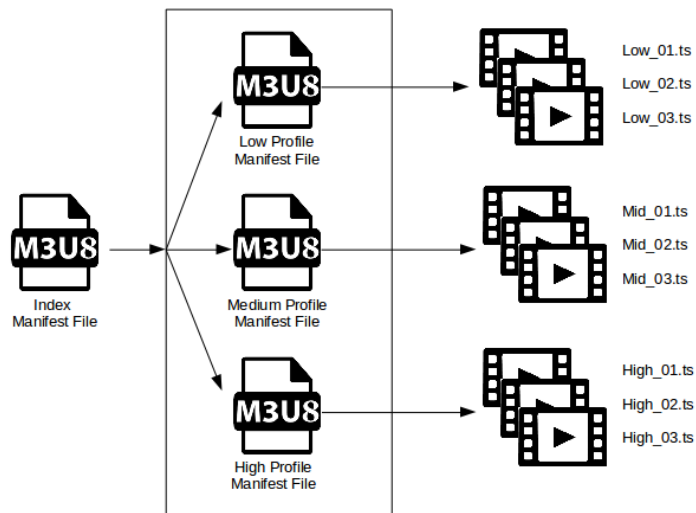 M3U8
Index
Manifest File
M3U8
Low Profile
Manifest File
M3U8
Medium Profile
Manifest File
M3U8
High Profile
Manifest File
Low_01.ts
Low_02.ts
Low_03.ts
Mid_01.ts
Mid_02.ts
Mid_03.ts
High_01.ts
High_02.ts
High_03.ts